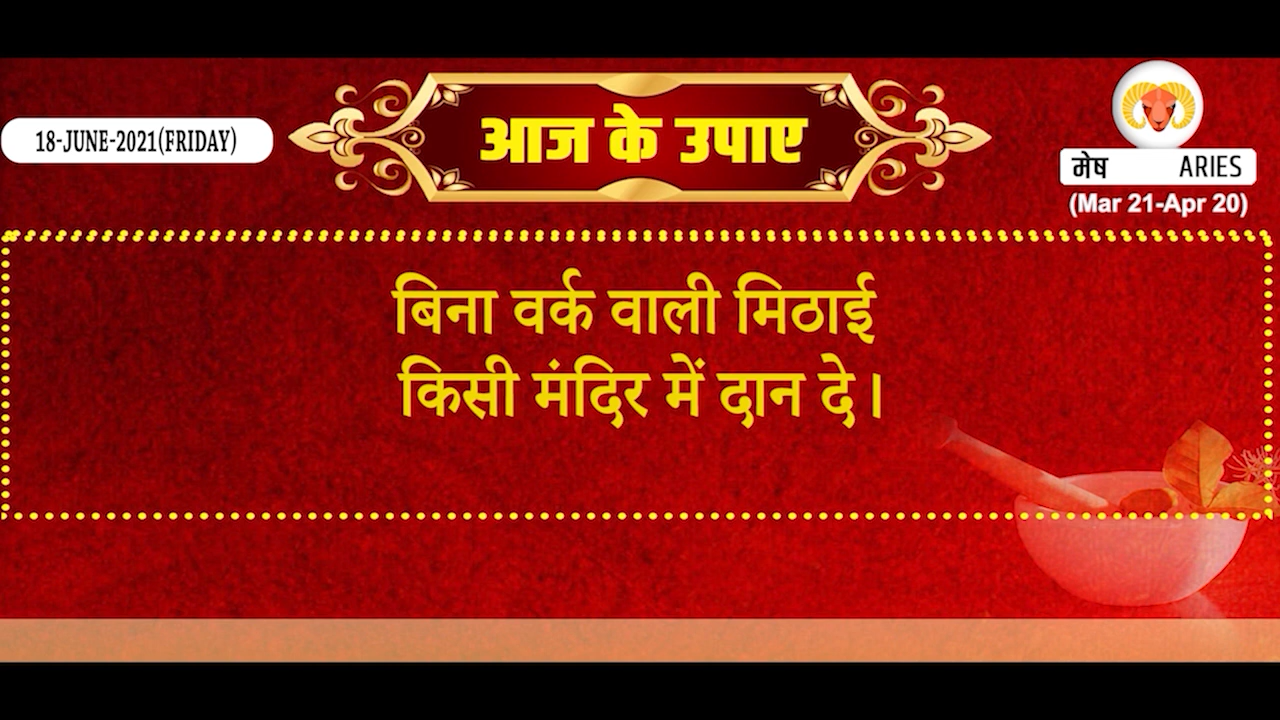 18-JUNE-2021(FRIDAY)
आज के उपाए
मेष ARIES
(Mar 21-Apr 20)
बिना वर्क वाली मिठाई
किसी मंदिर में दान दे।